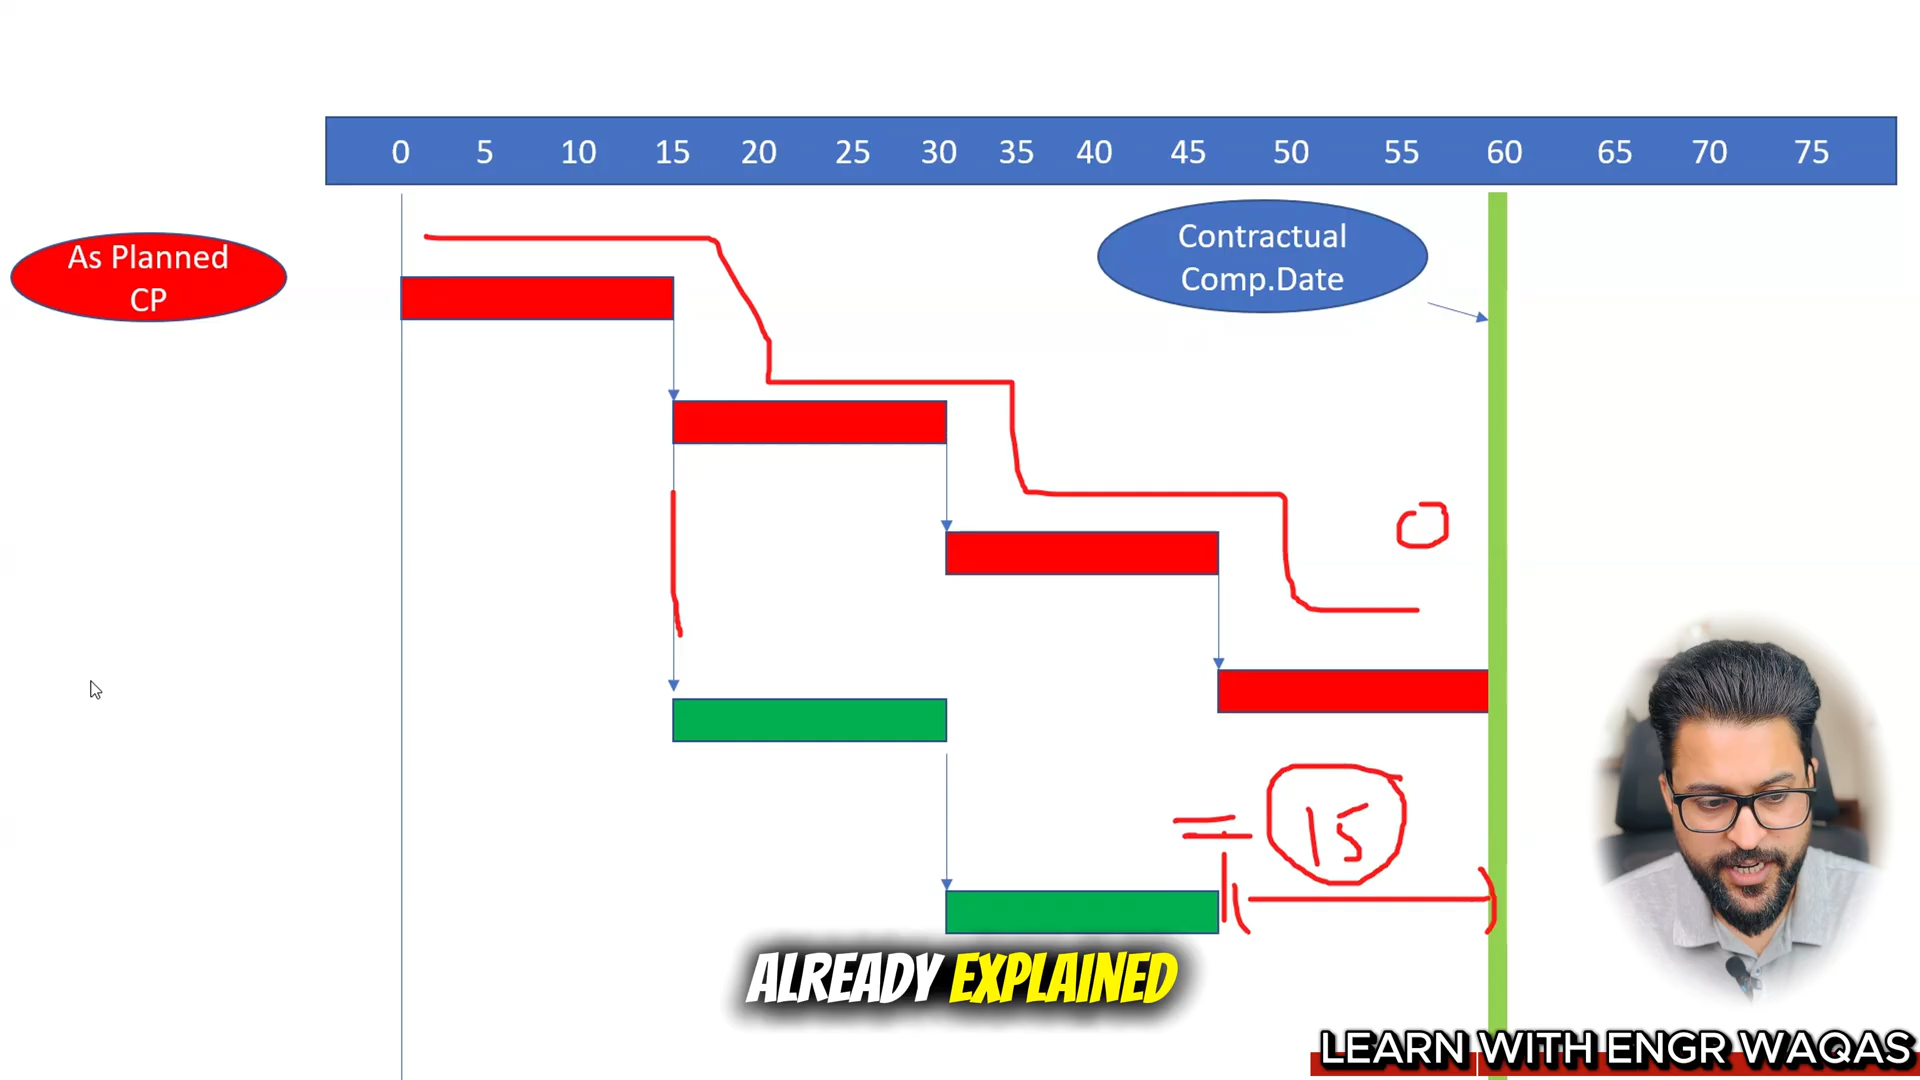 0 5 10 15 20 25 30 35 40 45 50 55 60 65 70 75
As Planned
CP
Contractual
Comp.Date
0
= 15
ALREADY EXPLAINED
LEARN WITH ENGR WAQAS